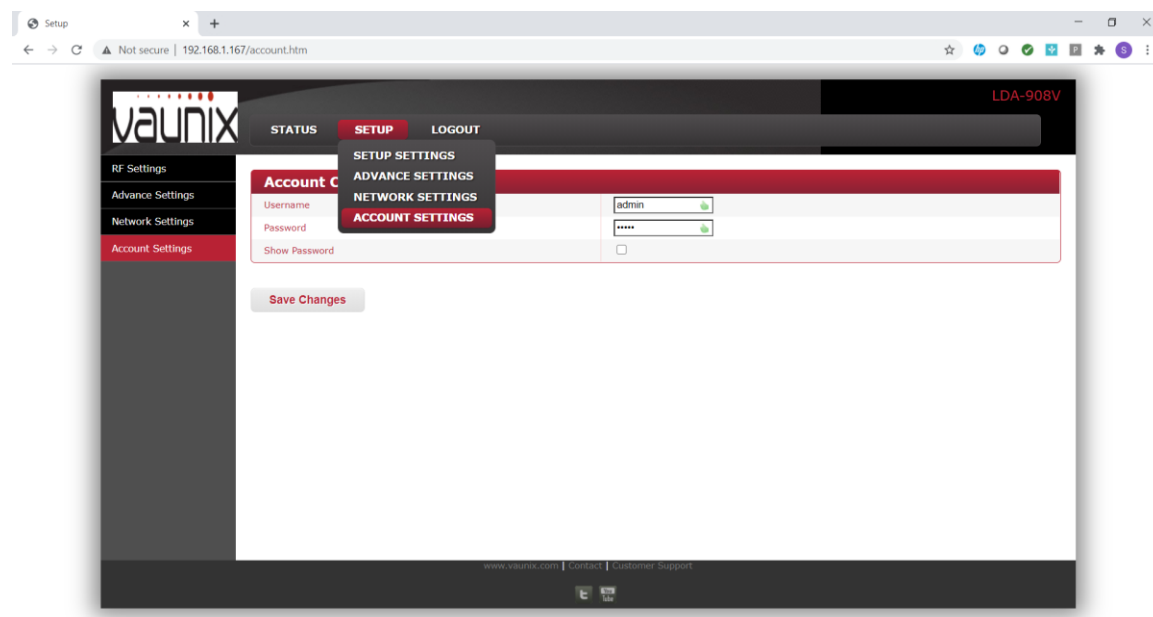 Setup
Not secure | 192.168.1.167/account.htm
P
S
vaunix
LDA-908V
STATUS SETUP LOGOUT
SETUP SETTINGS
ADVANCE SETTINGS
NETWORK SETTINGS
ACCOUNT SETTINGS
RF Settings
Advance Settings
Network Settings
Account Settings
Account C
Username admin
Password •••••
Show Password
Save Changes
www.vaunix.com | Contact | Customer Support
t You Tube